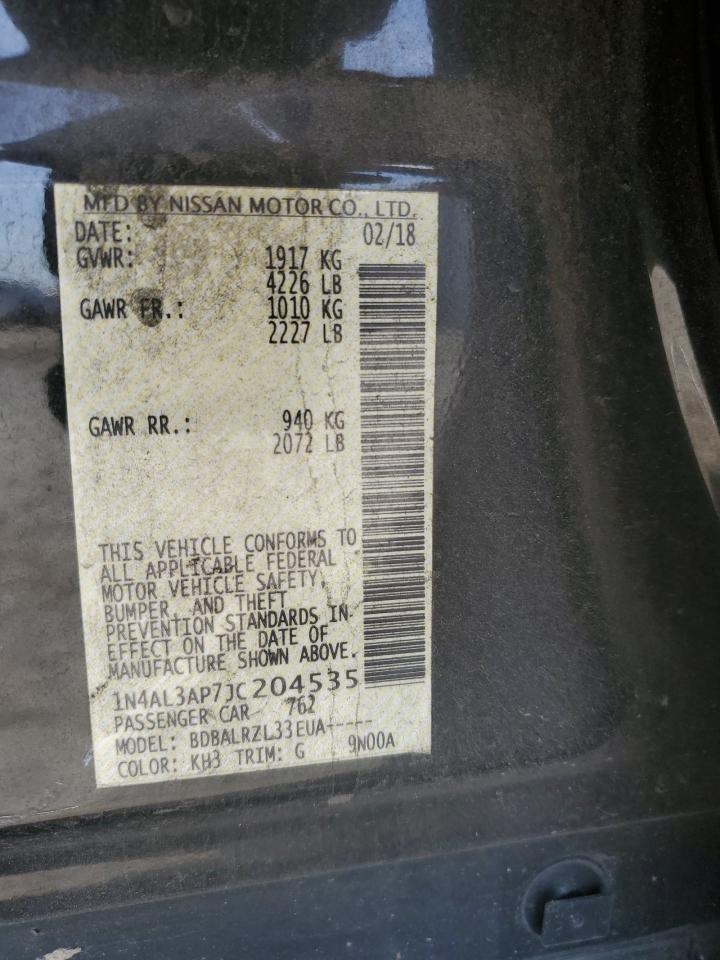 MFD BY NISSAN MOTOR CO., LTD.
DATE: 02/18
GVWR: 1917 KG
4226 LB
GAWR FR.: 1010 KG
2227 LB
GAWR RR.: 940 KG
2072 LB
THIS VEHICLE CONFORMS TO
ALL APPLICABLE FEDERAL
MOTOR VEHICLE SAFETY,
BUMPER, AND THEFT
PREVENTION STANDARDS IN
EFFECT ON THE DATE OF
MANUFACTURE SHOWN ABOVE.
1N4AL3AP7JC204535
PASSENGER CAR 762
MODEL: BDBALRZL33EUA-----
COLOR: KH3 TRIM: G 9N00A